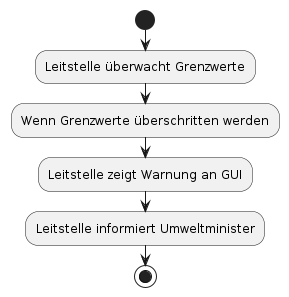 Leitstelle überwacht Grenzwerte
Wenn Grenzwerte überschritten werden
Leitstelle zeigt Warnung an GUI
Leitstelle informiert Umweltminister